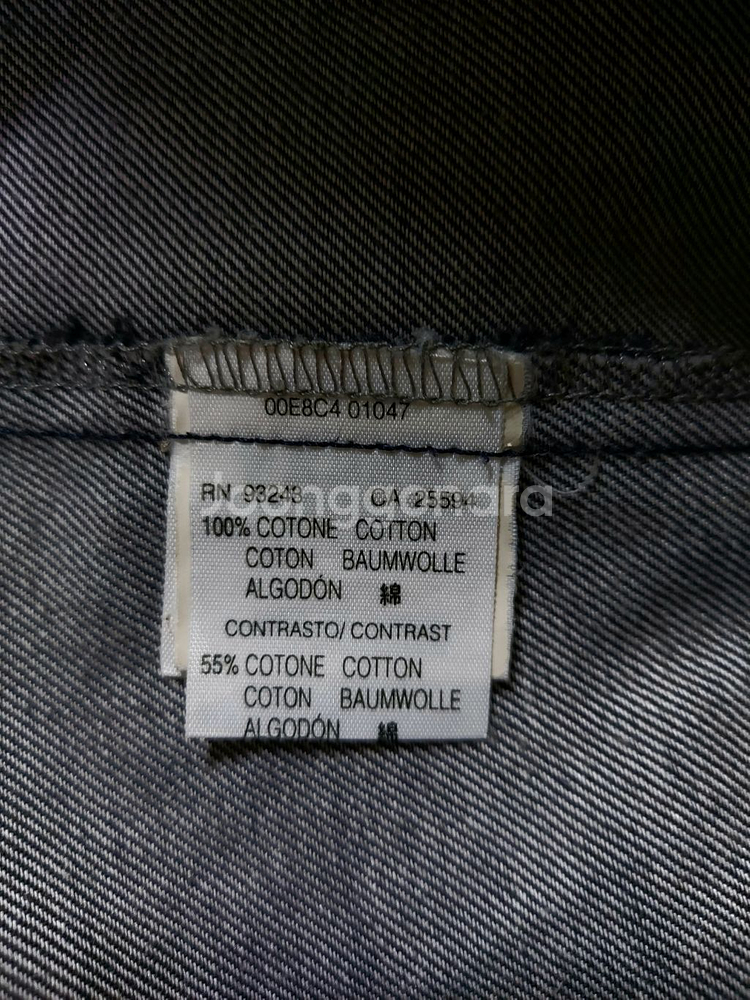 00E8C4 01047
RN 93243 CA 25594
Joongonara
100% COTONE COTTON
COTON BAUMWOLLE
ALGODÓN 綿
CONTRASTO/ CONTRAST
55% COTONE COTTON
COTON BAUMWOLLE
ALGODÓN 綿